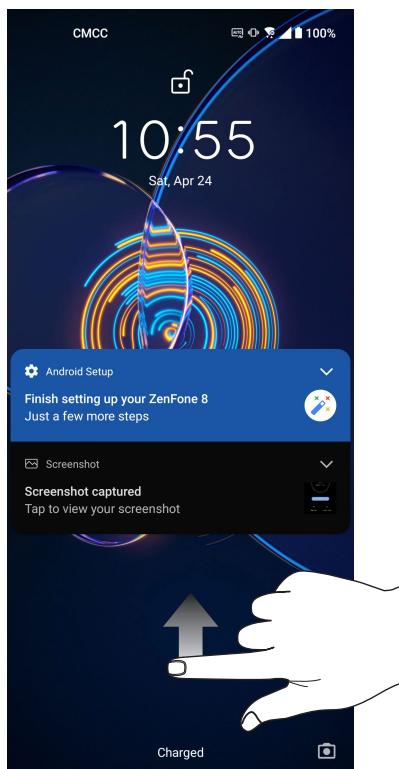 CMCC 100%
10:55
Sat, Apr 24
Android Setup
Finish setting up your ZenFone 8
Just a few more steps
Screenshot
Screenshot captured
Tap to view your screenshot
Charged